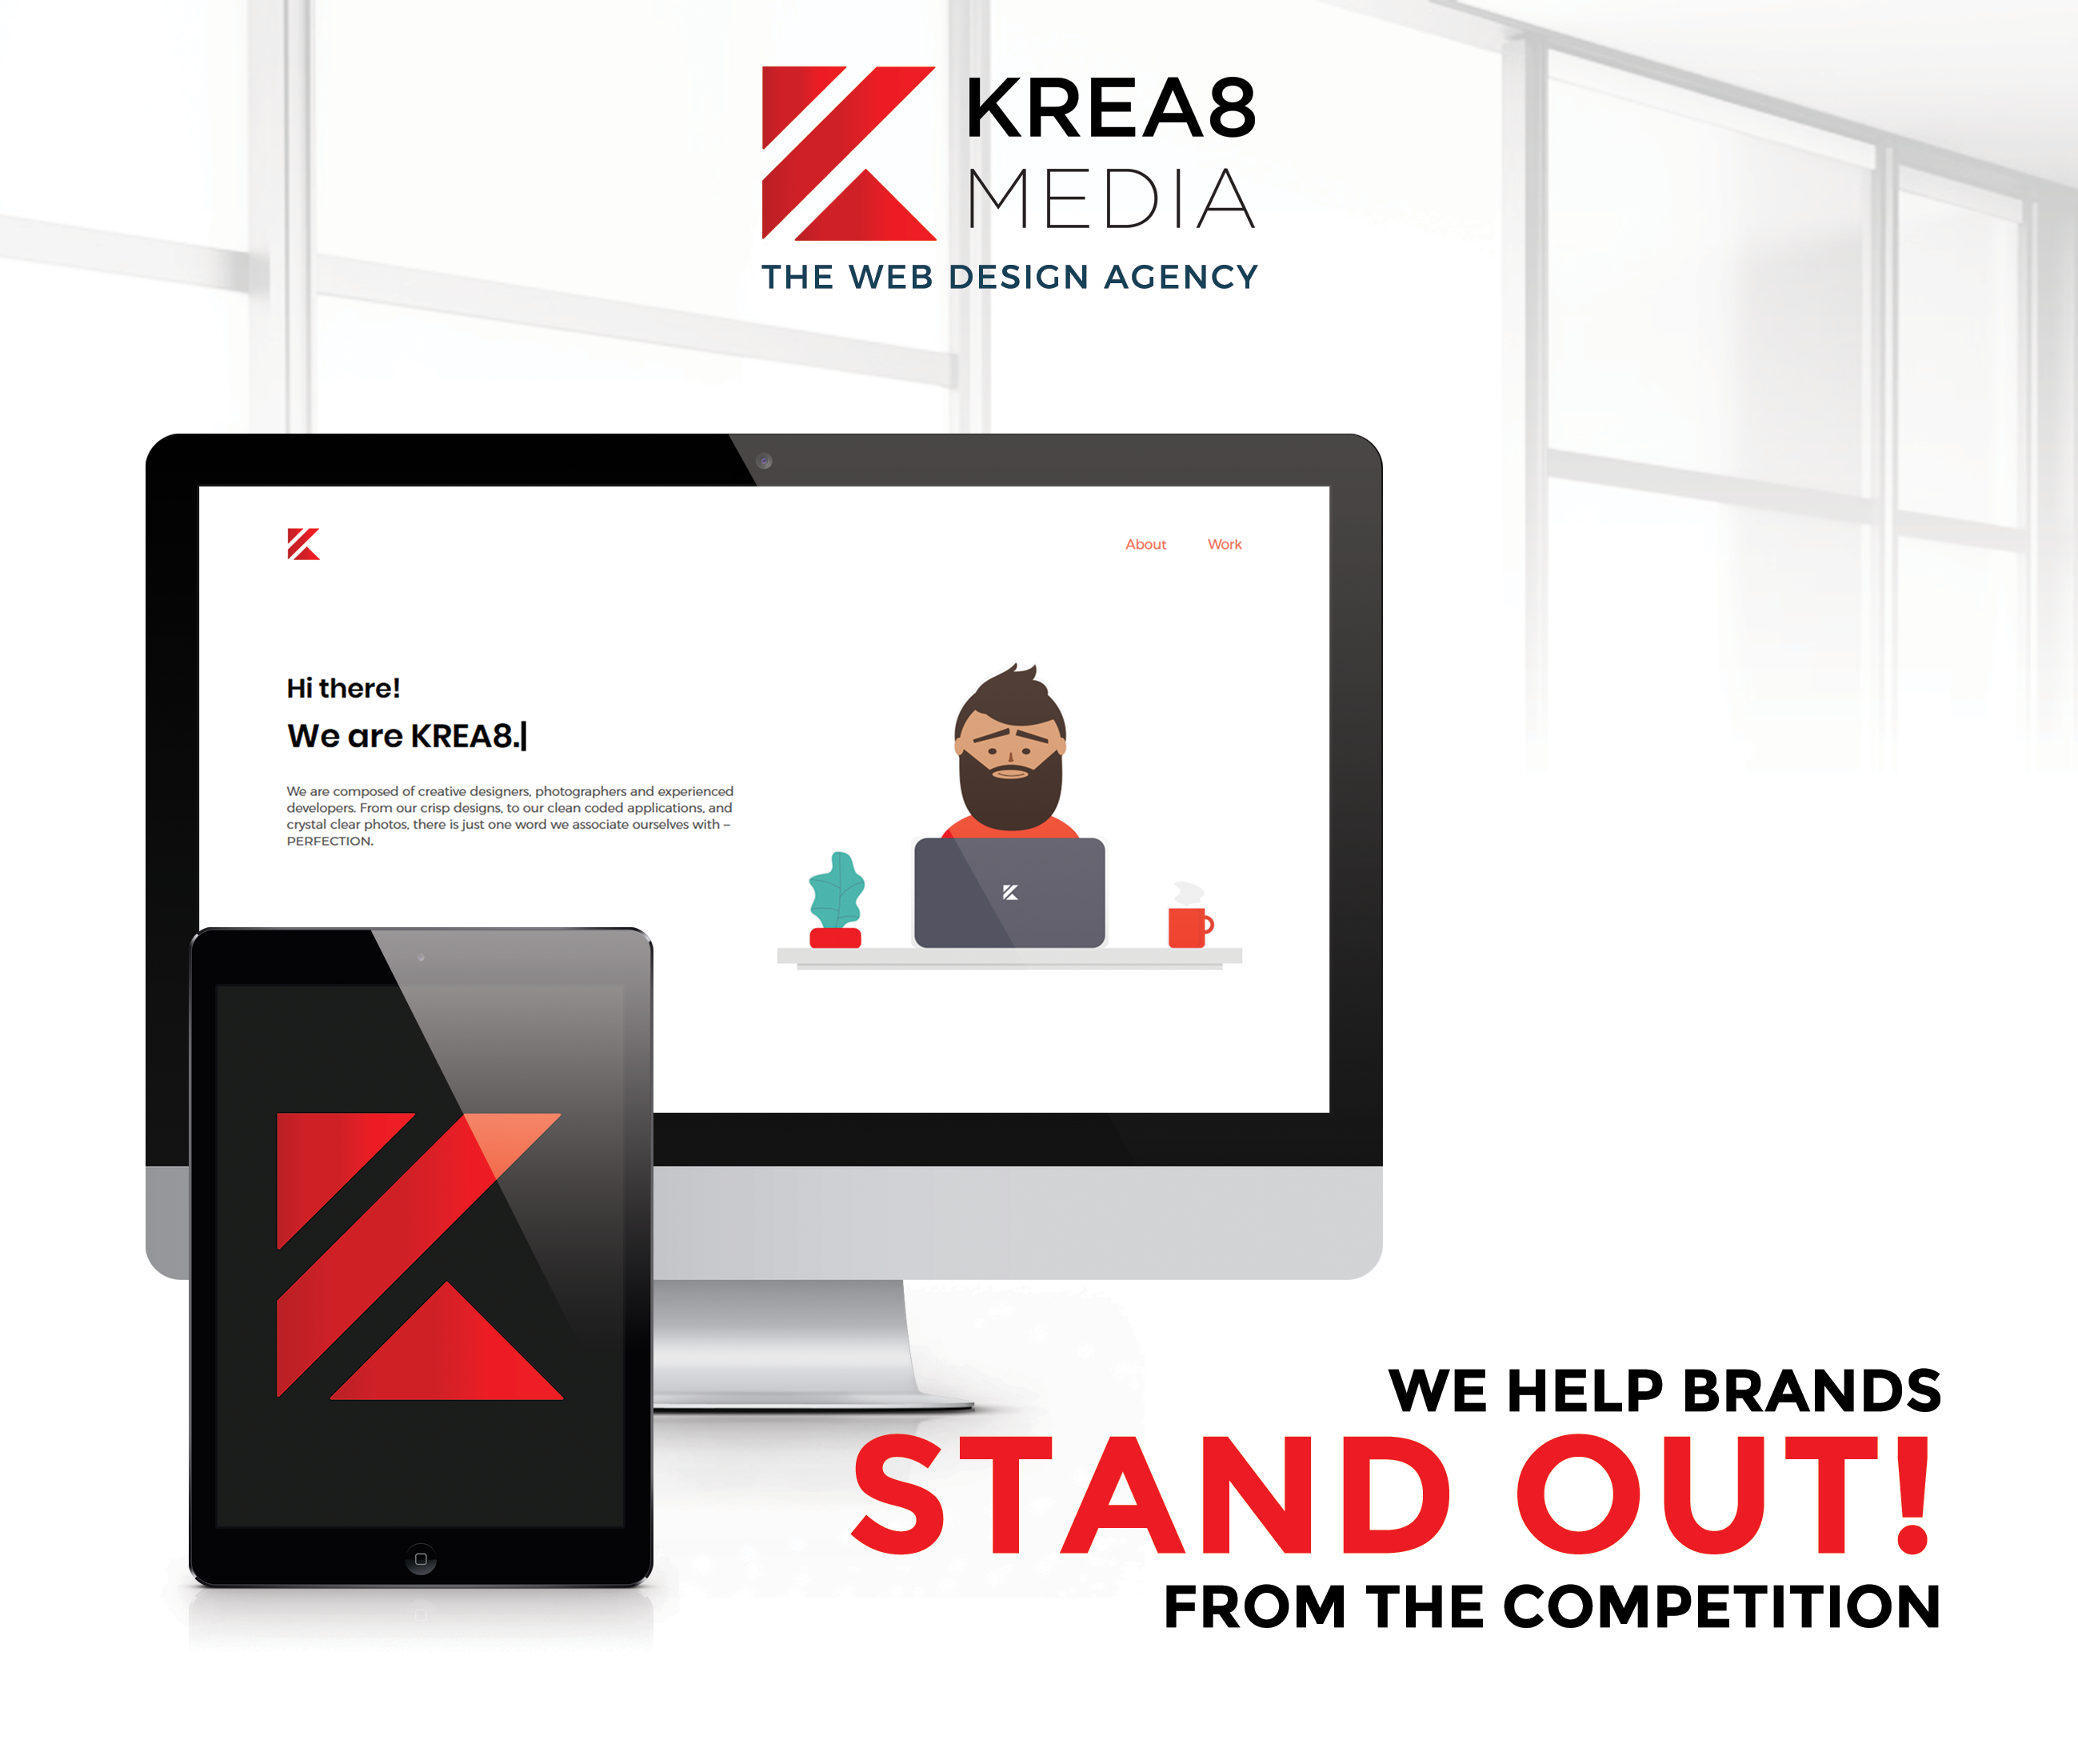 KREA8
MEDIA
THE WEB DESIGN AGENCY
About Work
Hi there!
We are KREA8.|
We are composed of creative designers, photographers and experienced
developers. From our crisp designs, to our clean coded applications, and
crystal clear photos, there is just one word we associate ourselves with –
PERFECTION.
WE HELP BRANDS
STAND OUT!
FROM THE COMPETITION